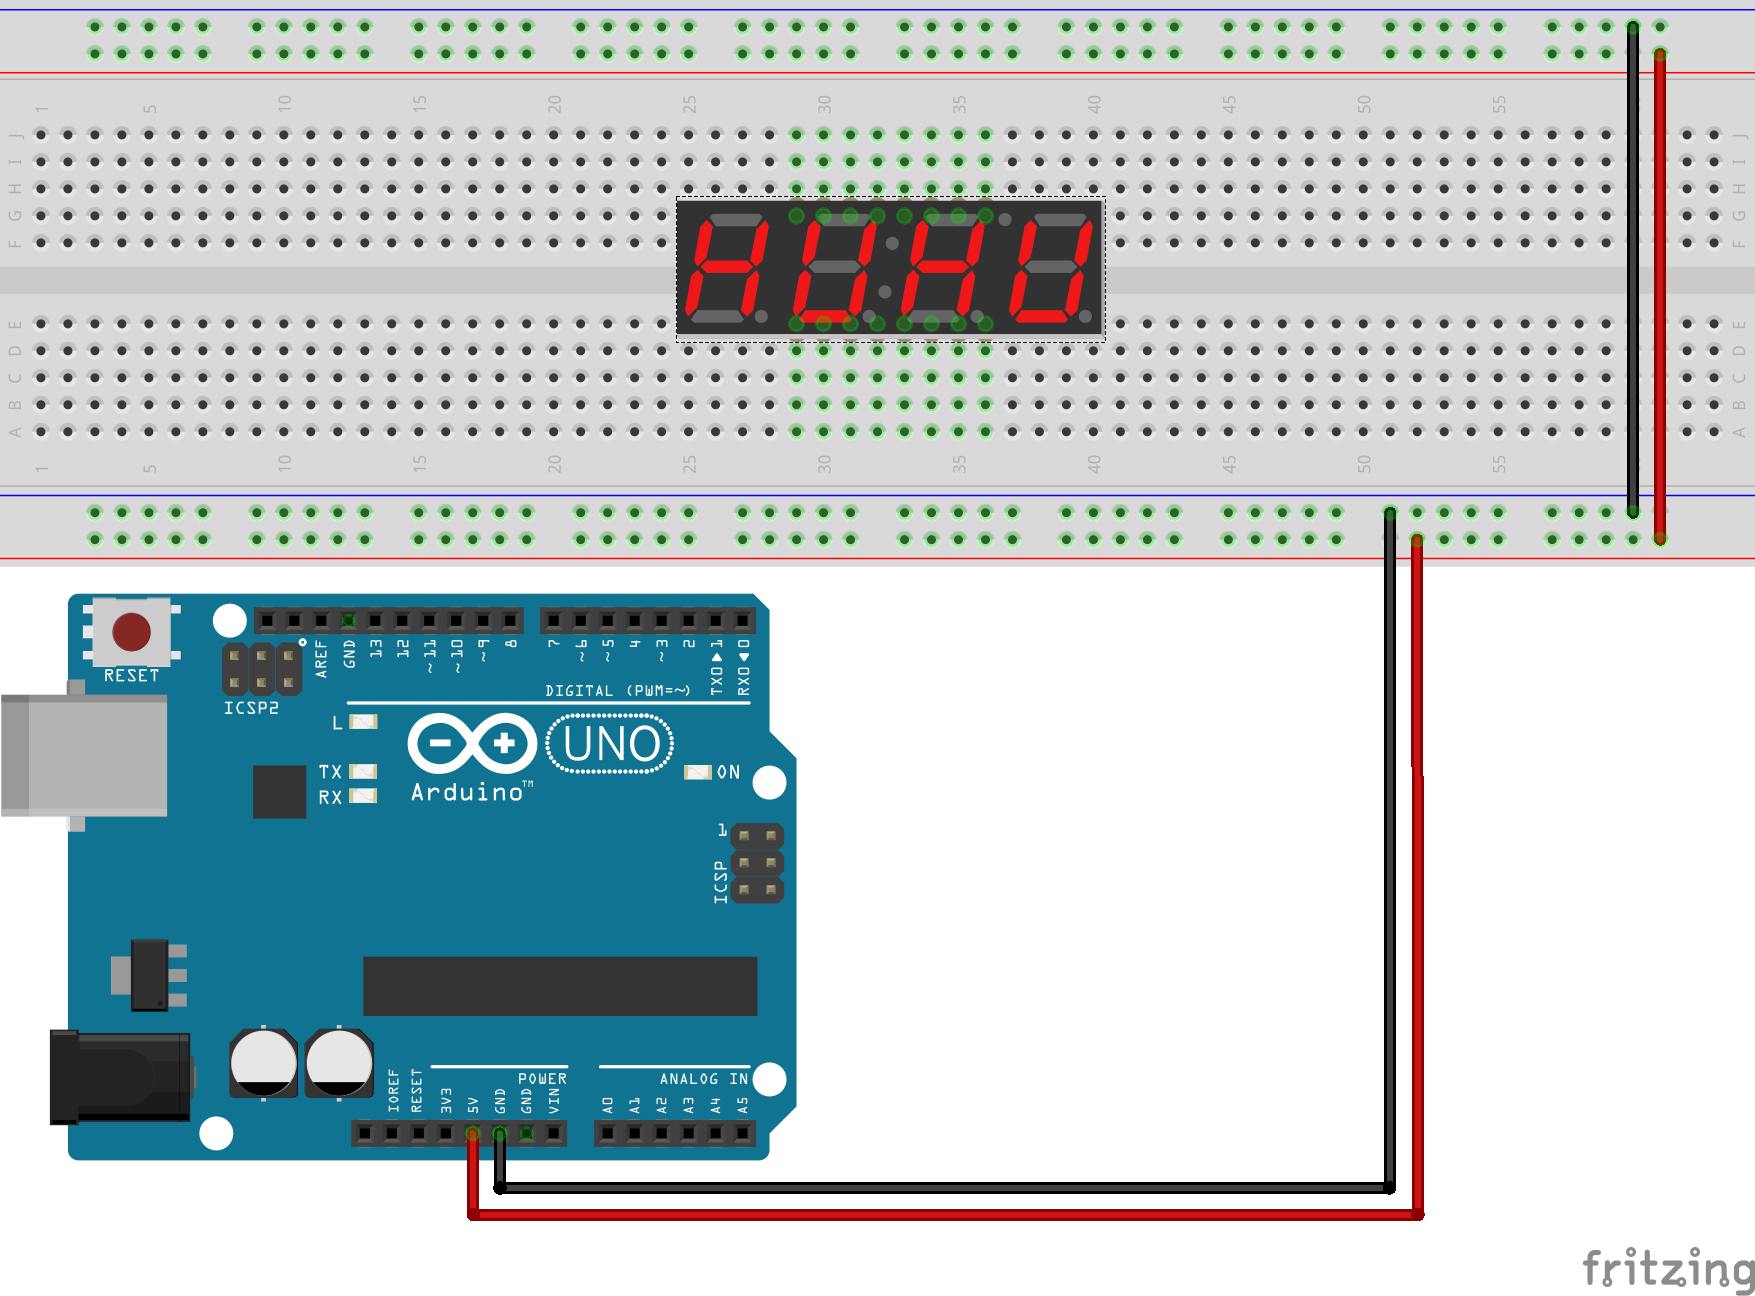 1 5 10 15 20 25 30 35 40 45 50 55
J J
I I
H H
G G
F F
E E
D D
C C
B B
A A
1 5 10 15 20 25 30 35 40 45 50 55
RESET
ICSP2
AREF GND 13 12 ~11 ~10 ~9 8 7 ~6 ~5 4 ~3 2 TX0▶1 RX0◀0
DIGITAL (PWM=~)
L
TX
RX
UNO
Arduino™
ON
1
ICSP
POWER
ANALOG IN
IOREF RESET 3V3 5V GND GND VIN A0 A1 A2 A3 A4 A5
fritzing